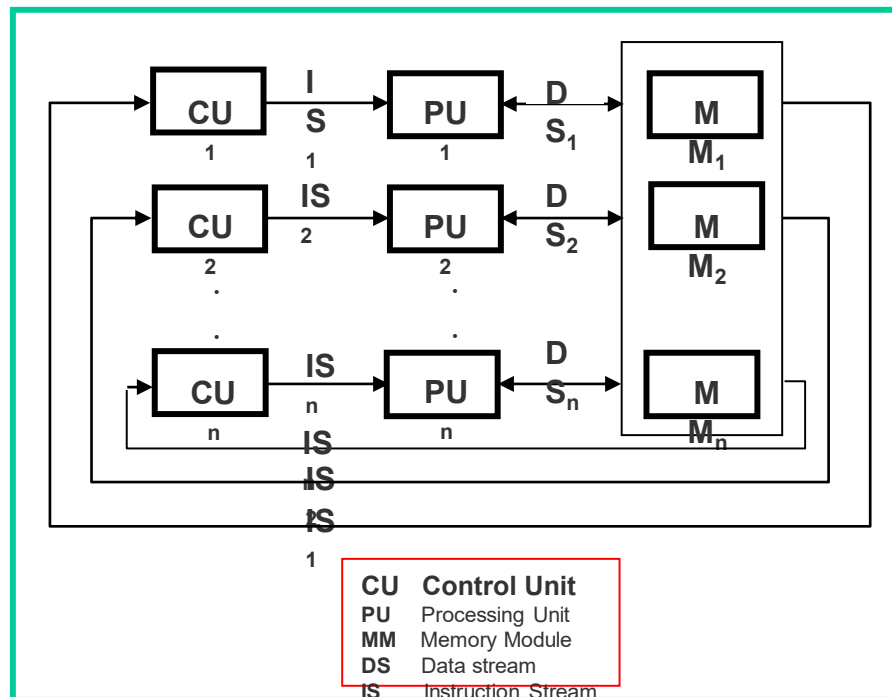 I
D
CU
S
PU
S₁
M
1
1
1
M₁
IS
D
CU
2
PU
S₂
M
2
2
M₂
.
.
.
.
IS
D
CU
n
PU
Sₙ
M
n
n
Mₙ
IS
n
IS
2
IS
1
CU Control Unit
PU Processing Unit
MM Memory Module
DS Data stream
IS Instruction Stream